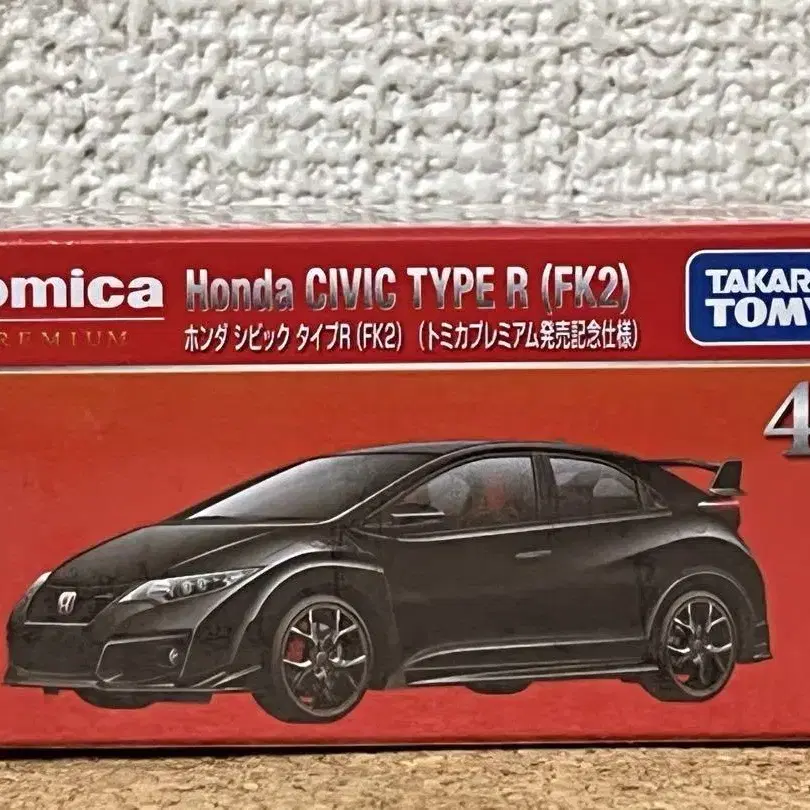 omica
REMIUM
Honda CIVIC TYPE R (FK2)
ホンダ シビック タイプR (FK2) (トミカプレミアム発売記念仕様)
TAKAR
TOM
4